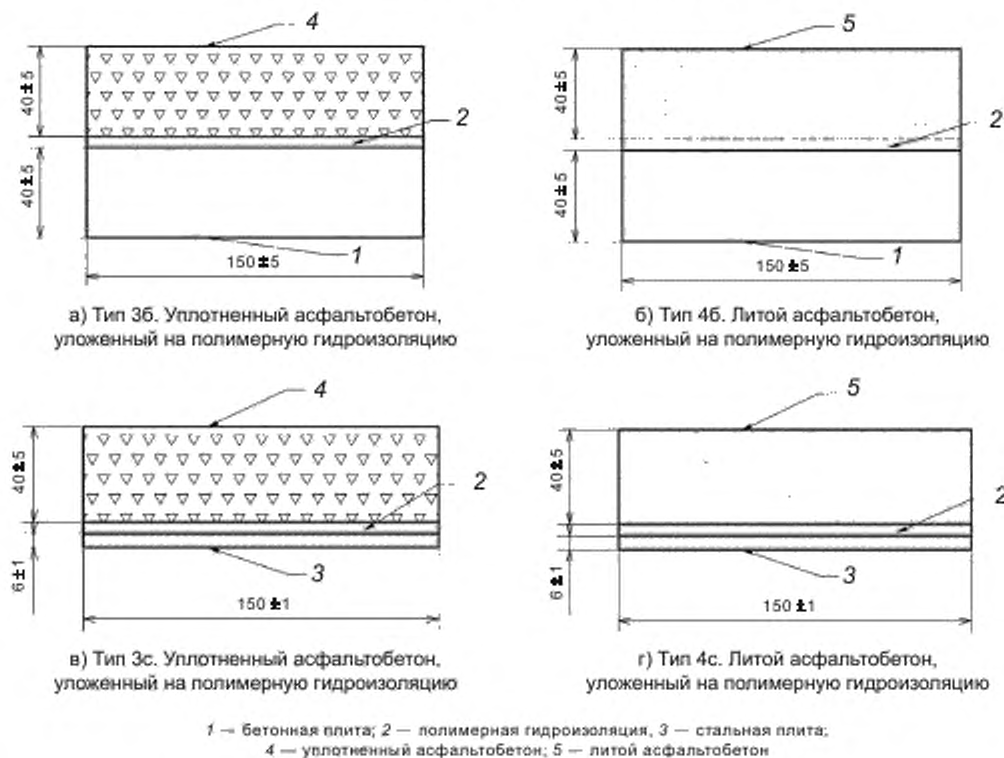 4
5
40±5
40±5
2
2
40±5
40±5
1
1
150±5
150±5
а) Тип 3б. Уплотненный асфальтобетон,
уложенный на полимерную гидроизоляцию
б) Тип 4б. Литой асфальтобетон,
уложенный на полимерную гидроизоляцию
4
5
40±5
40±5
2
2
6±1
6±1
3
3
150±1
150±1
в) Тип 3с. Уплотненный асфальтобетон,
уложенный на полимерную гидроизоляцию
г) Тип 4с. Литой асфальтобетон,
уложенный на полимерную гидроизоляцию
1 — бетонная плита; 2 — полимерная гидроизоляция, 3 — стальная плита;
4 — уплотненный асфальтобетон; 5 — литой асфальтобетон